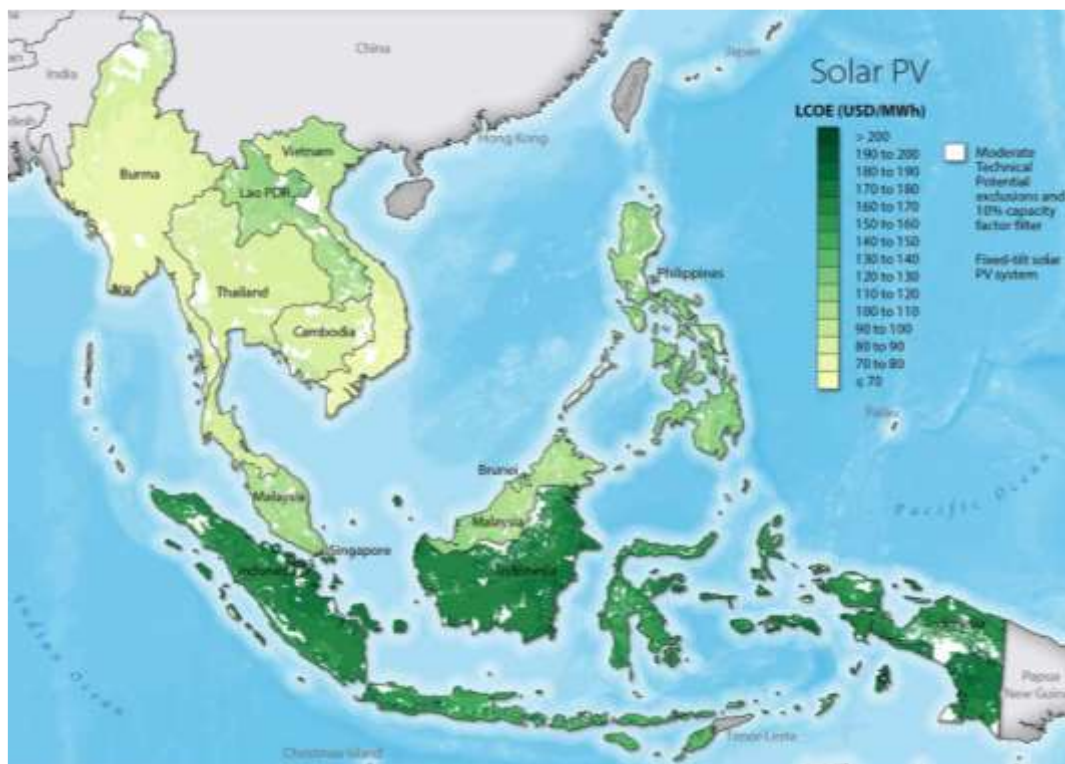 China
Japan
India
Solar PV
LCOE (USD/MWh)
> 200
190 to 200
180 to 190
170 to 180
160 to 170
150 to 160
140 to 150
130 to 140
120 to 130
110 to 120
100 to 110
90 to 100
80 to 90
70 to 80
≤ 70
Moderate
Technical
Potential
exclusions and
10% capacity
factor filter
Fixed-tilt solar
PV system
Hong Kong
Vietnam
Burma
Lao PDR
Philippines
Thailand
Cambodia
Palau
Pacific Ocean
Brunei
Malaysia
Malaysia
Singapore
Indonesia
Indian Ocean
Papua
New Guinea
Timor-Leste
Christmas Island